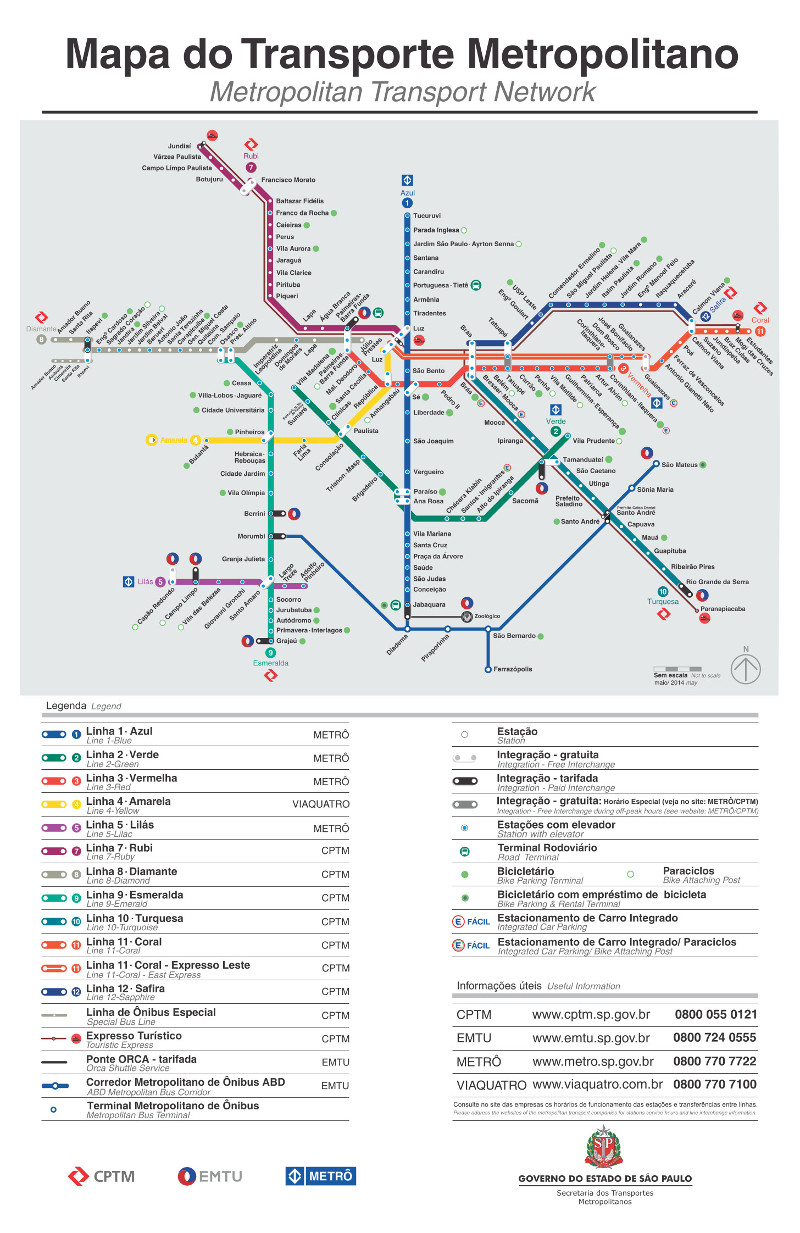 Mapa do Transporte Metropolitano
Metropolitan Transport Network
Jundiaí
Várzea Paulista
Campo Limpo Paulista
Botujuru
Rubi
7
Francisco Morato
Baltazar Fidélis
Franco da Rocha
Caieiras
Perus
Vila Aurora
Jaraguá
Vila Clarice
Pirituba
Piqueri
Lapa
Água Branca
Palmeiras-
Barra Funda
Azul
1
Tucuruvi
Parada Inglesa
Jardim São Paulo - Ayrton Senna
Santana
Carandiru
Portuguesa - Tietê
Armênia
Tiradentes
Luz
São Bento
Sé
Liberdade
São Joaquim
Vergueiro
Paraíso
Ana Rosa
Vila Mariana
Santa Cruz
Praça da Árvore
Saúde
São Judas
Conceição
Jabaquara
Zoológico
Diadema
Piraporinha
São Bernardo
Ferrazópolis
Diamante
8
Amador Bueno
Santa Rita
Itapevi
Engº Cardoso
Sagrado Coração
Jandira
Jardim Silveira
Barueri
Antonio João
Santa Terezinha
Carapicuíba
Gen. Miguel Costa
Com. Sampaio
Osasco
Pres. Altino
Imperatriz
Leopoldina
Domingos
de Moraes
Lapa
Ceasa
Villa-Lobos - Jaguaré
Cidade Universitária
Pinheiros
Hebraica-
Rebouças
Cidade Jardim
Vila Olímpia
Berrini
Morumbi
Granja Julieta
Largo
Treze
Adolfo
Pinheiro
Socorro
Jurubatuba
Autódromo
Primavera - Interlagos
Grajaú
9
Esmeralda
Lilás
5
Capão Redondo
Campo Limpo
Vila das Belezas
Giovanni Gronchi
Santo Amaro
Amarela
4
Butantã
Faria
Lima
Paulista
República
Luz
Vila Madalena
Sumaré
Clínicas
Consolação
Trianon - Masp
Brigadeiro
Chácara Klabin
Santos - Imigrantes
Alto do Ipiranga
Sacomã
Tamanduateí
Vila Prudente
Verde
2
Mal. Deodoro
Santa Cecília
Anhangabaú
Pedro II
Brás
Bresser - Mooca
Belém
Tatuapé
Carrão
Penha
Vila Matilde
Guilhermina - Esperança
Patriarca
Artur Alvim
Corinthians - Itaquera
3
Vermelha
Brás
Tatuapé
Engº Goulart
USP Leste
Comendador Ermelino
São Miguel Paulista
Jardim Helena - Vila Mara
Itaim Paulista
Jardim Romano
Engº Manoel Feio
Itaquaquecetuba
Aracaré
Calmon Viana
12
Safira
Corinthians-
Itaquera
Dom Bosco
José Bonifácio
Guaianazes
Guaianazes
Antonio Gianetti Neto
Ferraz de Vasconcelos
Poá
Calmon Viana
Suzano
Jundiapeba
Brás Cubas
Mogi das Cruzes
Estudantes
Coral
11
Mooca
Ipiranga
São Caetano
Utinga
Prefeito
Saladino
Santo André
Santo André
Capuava
Mauá
Guapituba
Ribeirão Pires
Rio Grande da Serra
Paranapiacaba
10
Turquesa
Sônia Maria
São Mateus
Sem escala Not to scale
maio/ 2014 may
N
Legenda Legend
1 Linha 1 - Azul METRÔ
Line 1-Blue
2 Linha 2 - Verde METRÔ
Line 2-Green
3 Linha 3 - Vermelha METRÔ
Line 3-Red
4 Linha 4 - Amarela VIAQUATRO
Line 4-Yellow
5 Linha 5 - Lilás METRÔ
Line 5-Lilac
7 Linha 7 - Rubi CPTM
Line 7-Ruby
8 Linha 8 - Diamante CPTM
Line 8-Diamond
9 Linha 9 - Esmeralda CPTM
Line 9-Emerald
10 Linha 10 - Turquesa CPTM
Line 10-Turquoise
11 Linha 11 - Coral CPTM
Line 11-Coral
11 Linha 11 - Coral - Expresso Leste CPTM
Line 11-Coral - East Express
12 Linha 12 - Safira CPTM
Line 12-Sapphire
Linha de Ônibus Especial CPTM
Special Bus Line
Expresso Turístico CPTM
Touristic Express
Ponte ORCA - tarifada EMTU
Orca Shuttle Service
Corredor Metropolitano de Ônibus ABD EMTU
ABD Metropolitan Bus Corridor
Terminal Metropolitano de Ônibus
Metropolitan Bus Terminal
Estação
Station
Integração - gratuita
Integration - Free Interchange
Integração - tarifada
Integration - Paid Interchange
Integração - gratuita: Horário Especial (veja no site: METRÔ/CPTM)
Integration - Free Interchange during off-peak hours (see website: METRÔ/CPTM)
Estações com elevador
Station with elevator
Terminal Rodoviário
Road Terminal
Bicicletário Paraciclos
Bike Parking Terminal Bike Attaching Post
Bicicletário com empréstimo de bicicleta
Bike Parking & Rental Terminal
E FÁCIL Estacionamento de Carro Integrado
Integrated Car Parking
E FÁCIL Estacionamento de Carro Integrado/ Paraciclos
Integrated Car Parking/ Bike Attaching Post
Informações úteis Useful Information
CPTM www.cptm.sp.gov.br 0800 055 0121
EMTU www.emtu.sp.gov.br 0800 724 0555
METRÔ www.metro.sp.gov.br 0800 770 7722
VIAQUATRO www.viaquatro.com.br 0800 770 7100
Consulte no site das empresas os horários de funcionamento das estações e transferências entre linhas.
Please address the websites of the metropolitan transport companies for stations service hours and line interchange information.
CPTM
EMTU
METRÔ
GOVERNO DO ESTADO DE SÃO PAULO
Secretaria dos Transportes
Metropolitanos